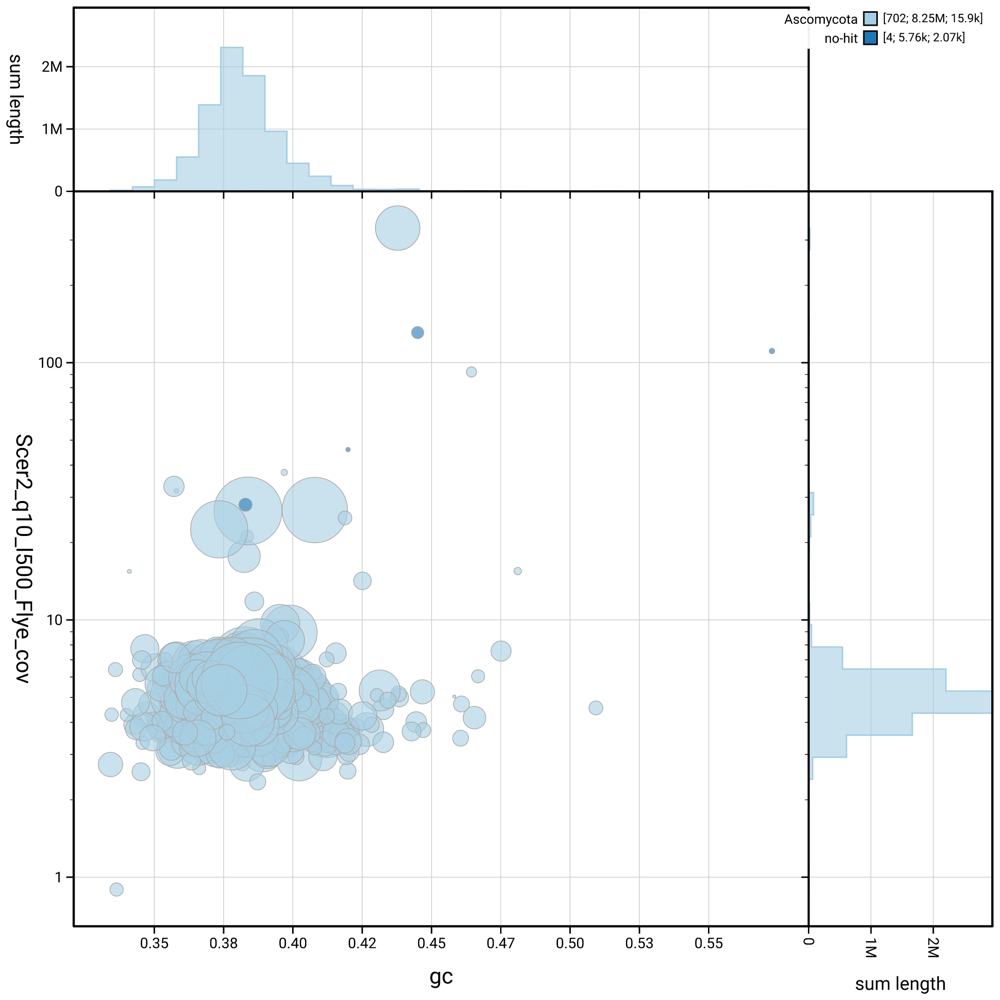 Ascomycota [702; 8.25M; 15.9k]
no-hit [4; 5.76k; 2.07k]
sum length
2M
1M
0
Scer2_q10_l500_Flye_cov
100
10
1
0.35 0.38 0.40 0.42 0.45 0.47 0.50 0.53 0.55
gc
0 1M 2M
sum length